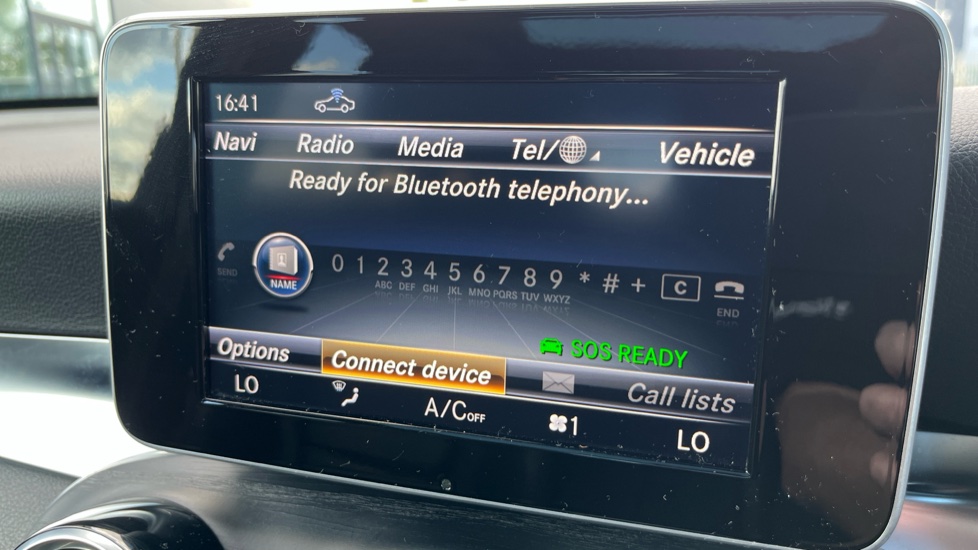 16:41
Navi Radio Media Tel/ Vehicle
Ready for Bluetooth telephony...
SEND NAME 0 1 2 3 4 5 6 7 8 9 * # + C END
ABC DEF GHI JKL MNO PQRS TUV WXYZ
SOS READY
Options Connect device Call lists
LO A/C OFF 1 LO